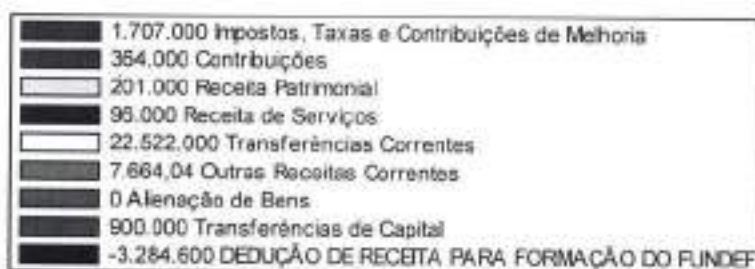 1.707.000 Impostos, Taxas e Contribuições de Melhoria
364.000 Contribuições
201.000 Receita Patrimonial
96.000 Receita de Serviços
22.522.000 Transferências Correntes
7.664,04 Outras Receitas Correntes
0 Alienação de Bens
900.000 Transferências de Capital
-3.284.600 DEDUÇÃO DE RECEITA PARA FORMAÇÃO DO FUNDEF